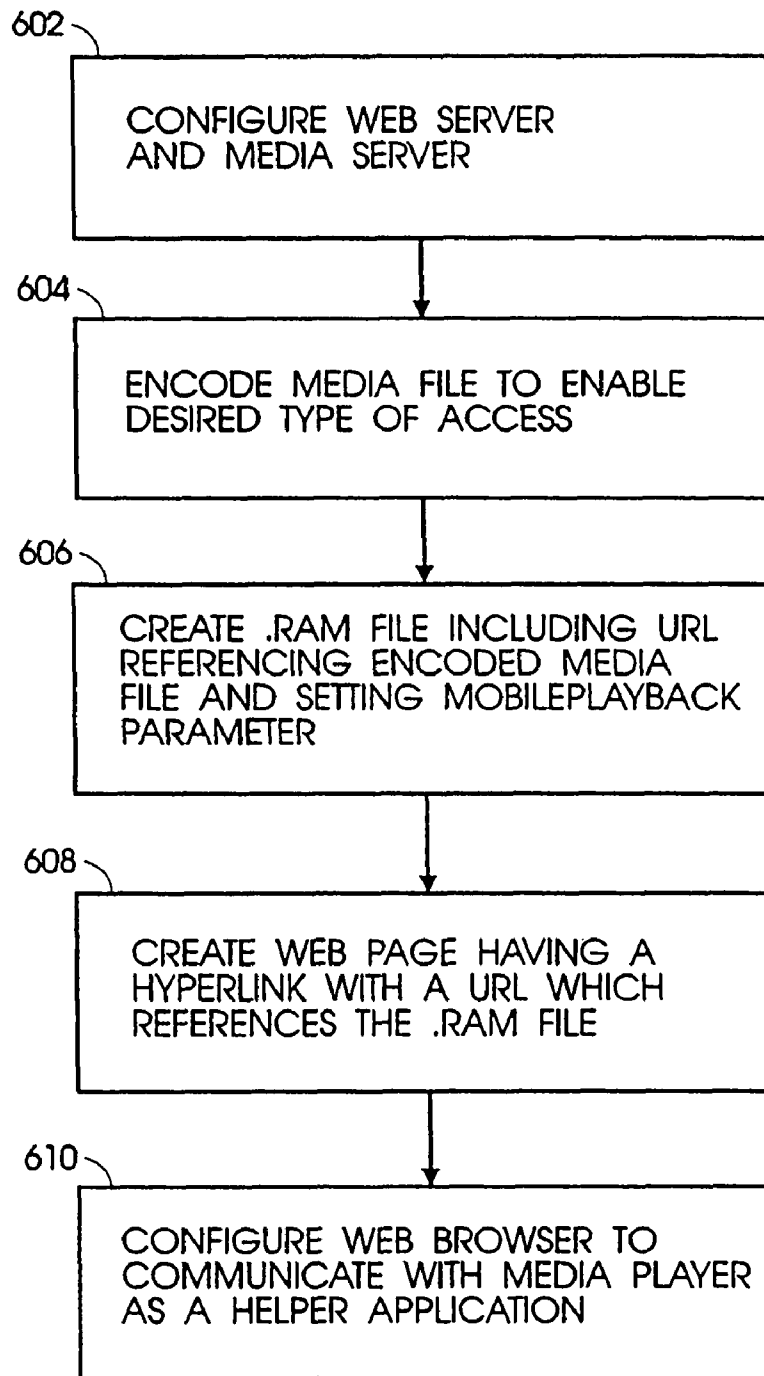 602
CONFIGURE WEB SERVER
AND MEDIA SERVER
604
ENCODE MEDIA FILE TO ENABLE
DESIRED TYPE OF ACCESS
606
CREATE .RAM FILE INCLUDING URL
REFERENCING ENCODED MEDIA
FILE AND SETTING MOBILEPLAYBACK
PARAMETER
608
CREATE WEB PAGE HAVING A
HYPERLINK WITH A URL WHICH
REFERENCES THE .RAM FILE
610
CONFIGURE WEB BROWSER TO
COMMUNICATE WITH MEDIA PLAYER
AS A HELPER APPLICATION